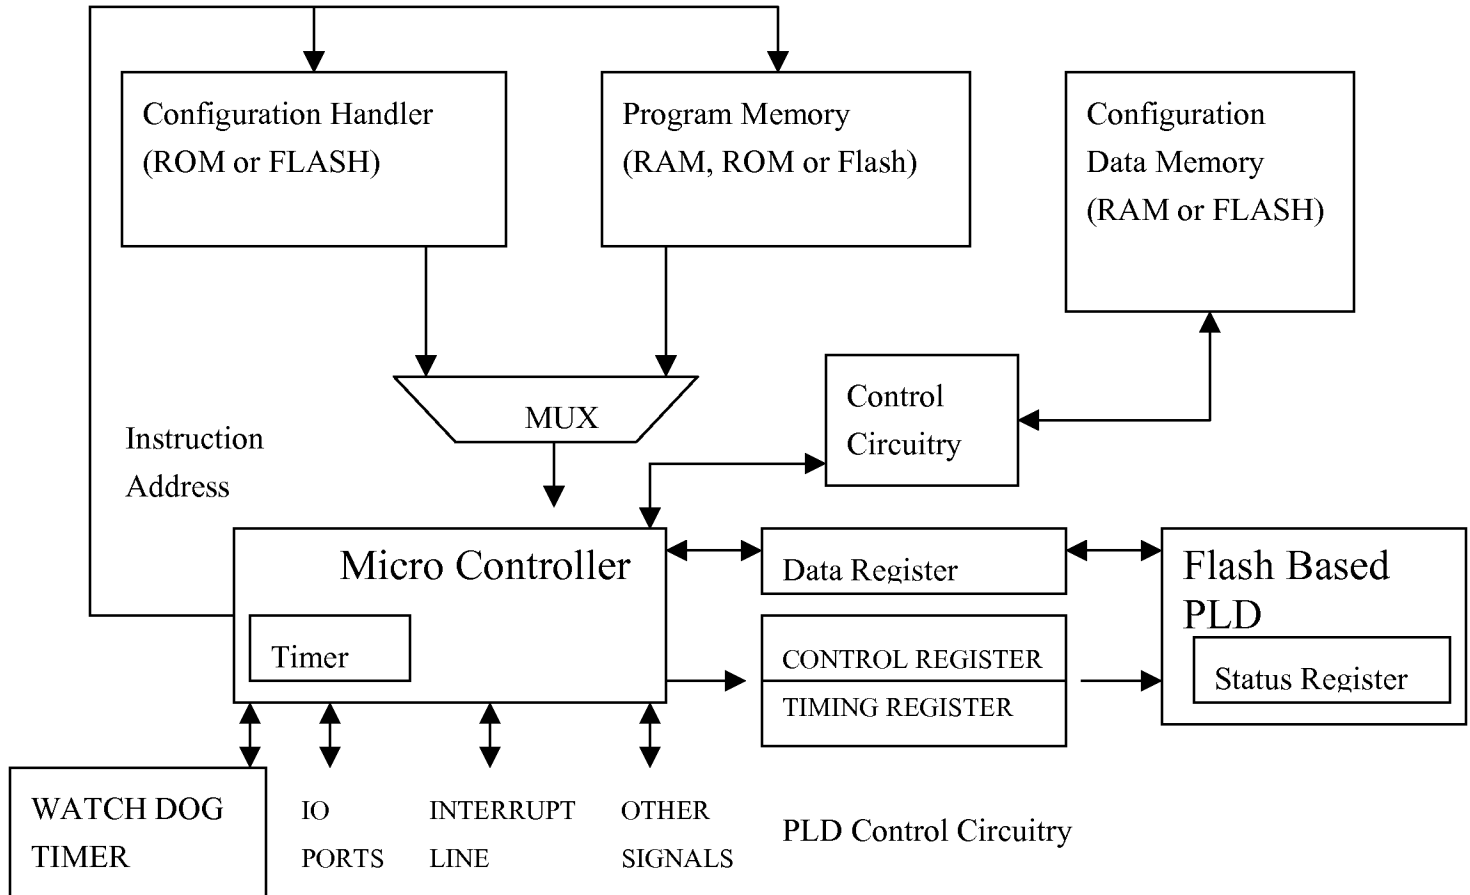 Configuration Handler
(ROM or FLASH)
Program Memory
(RAM, ROM or Flash)
Configuration
Data Memory
(RAM or FLASH)
MUX
Control
Circuitry
Instruction
Address
Micro Controller
Timer
Data Register
CONTROL REGISTER
TIMING REGISTER
Flash Based
PLD
Status Register
WATCH DOG
TIMER
IO
PORTS
INTERRUPT
LINE
OTHER
SIGNALS
PLD Control Circuitry